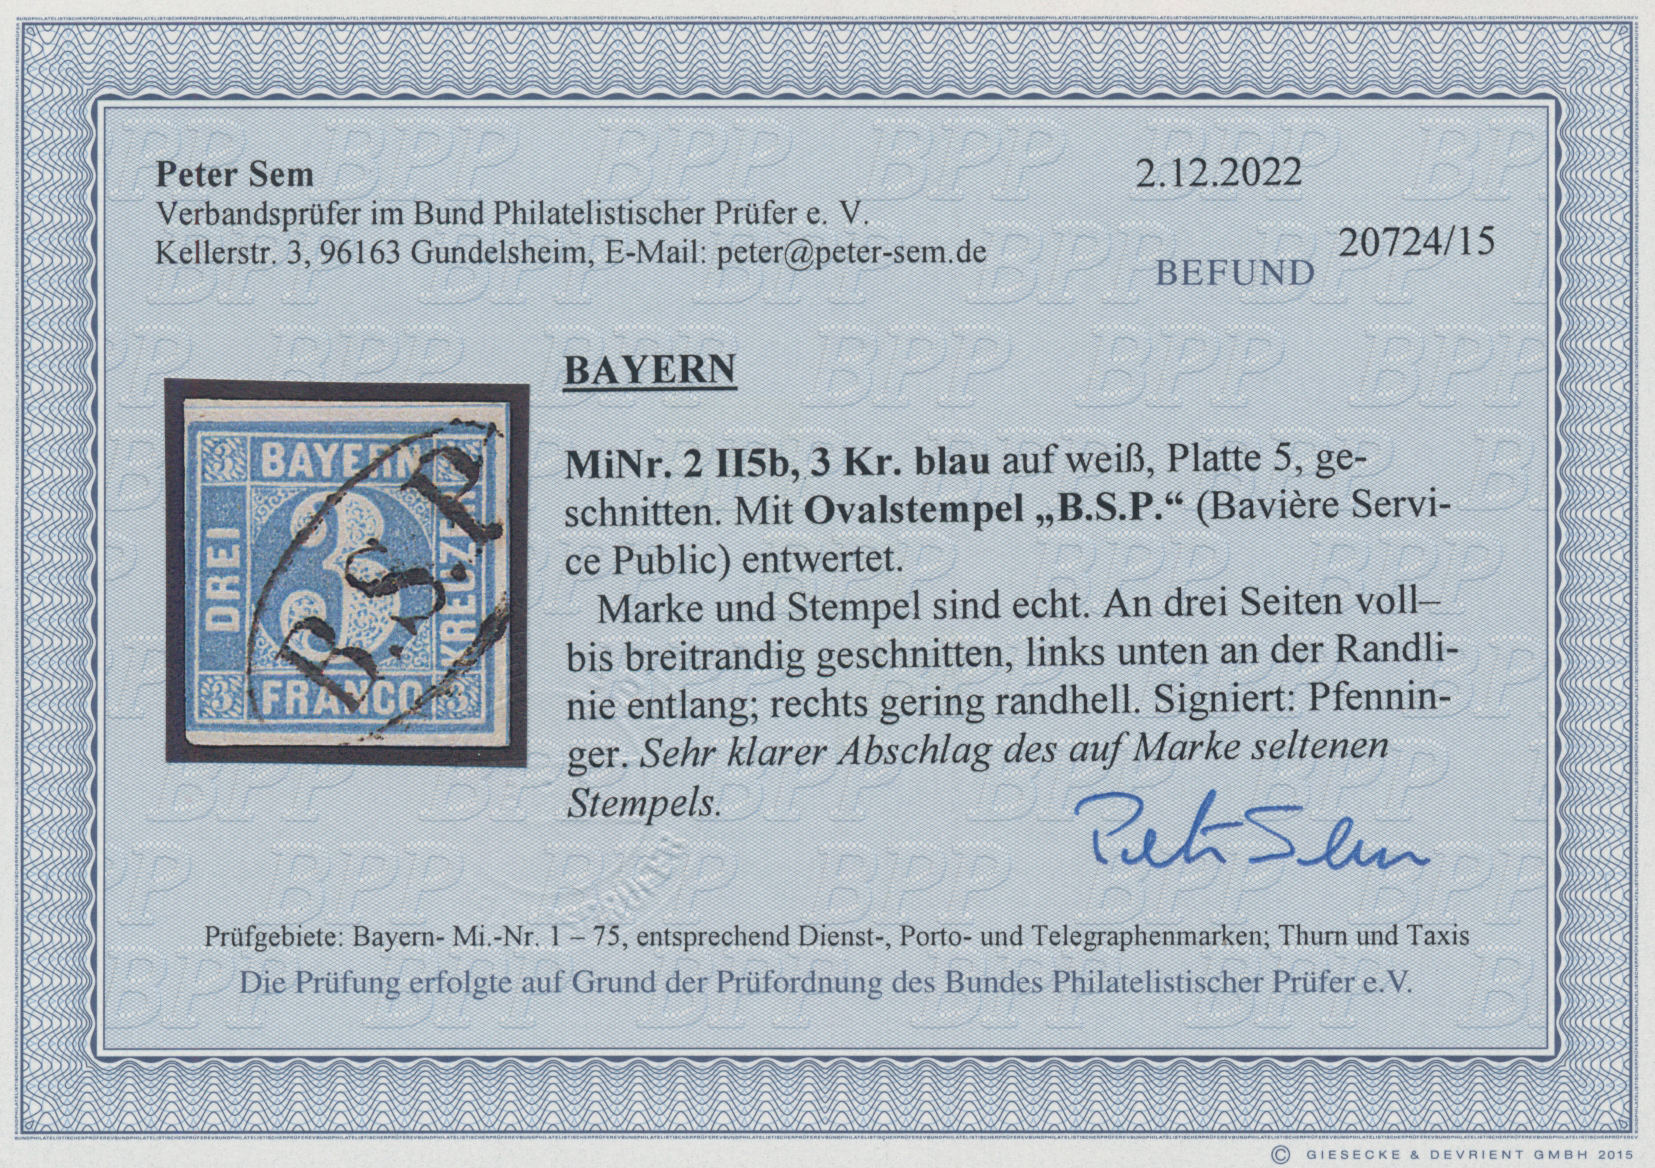 Peter Sem
Verbandsprüfer im Bund Philatelistischer Prüfer e. V.
Kellerstr. 3, 96163 Gundelsheim, E-Mail: peter@peter-sem.de
2.12.2022
20724/15
BEFUND
BAYERN
3 BAYERN
DREI
KREUZER
3 FRANCO 3
B.S.P.
MiNr. 2 II5b, 3 Kr. blau auf weiß, Platte 5, ge-
schnitten. Mit Ovalstempel „B.S.P.“ (Bavière Servi-
ce Public) entwertet.
Marke und Stempel sind echt. An drei Seiten voll–
bis breitrandig geschnitten, links unten an der Randli-
nie entlang; rechts gering randhell. Signiert: Pfennin-
ger. Sehr klarer Abschlag des auf Marke seltenen
Stempels.
Peter Sem
Prüfgebiete: Bayern- Mi.-Nr. 1 – 75, entsprechend Dienst-, Porto- und Telegraphenmarken; Thurn und Taxis
Die Prüfung erfolgte auf Grund der Prüfordnung des Bundes Philatelistischer Prüfer e.V.
© GIESECKE & DEVRIENT GMBH 2015